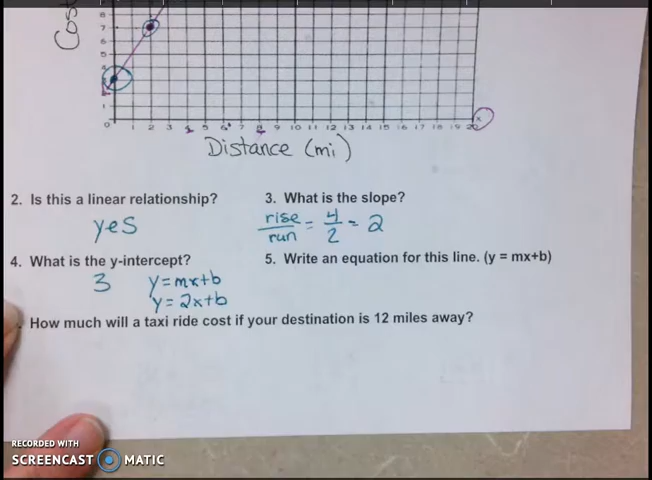 Cost
8
7
6
5
4
3
2
1
0 1 2 3 4 5 6 7 8 9 10 11 12 13 14 15 16 17 18 19 20 x
Distance (mi)
2. Is this a linear relationship?
yes
3. What is the slope?
rise/run = 4/2 = 2
4. What is the y-intercept?
3 y=mx+b
y=2x+b
5. Write an equation for this line. (y = mx+b)
How much will a taxi ride cost if your destination is 12 miles away?
RECORDED WITH
SCREENCAST MATIC